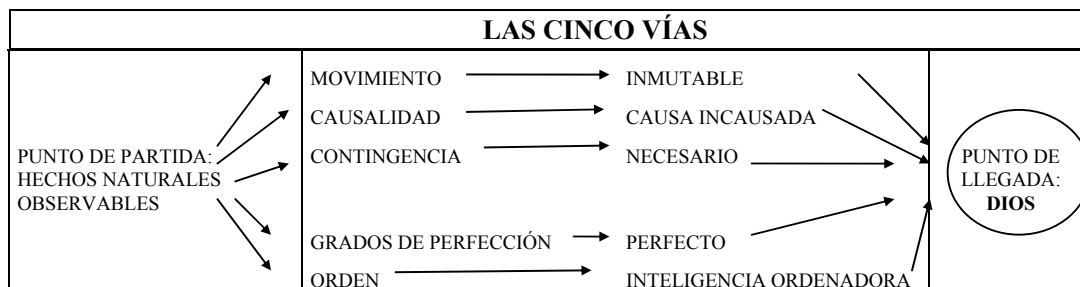 LAS CINCO VÍAS
PUNTO DE PARTIDA:
HECHOS NATURALES
OBSERVABLES
MOVIMIENTO
INMUTABLE
CAUSALIDAD
CAUSA INCAUSADA
CONTINGENCIA
NECESARIO
GRADOS DE PERFECCIÓN
PERFECTO
ORDEN
INTELIGENCIA ORDENADORA
PUNTO DE
LLEGADA:
DIOS